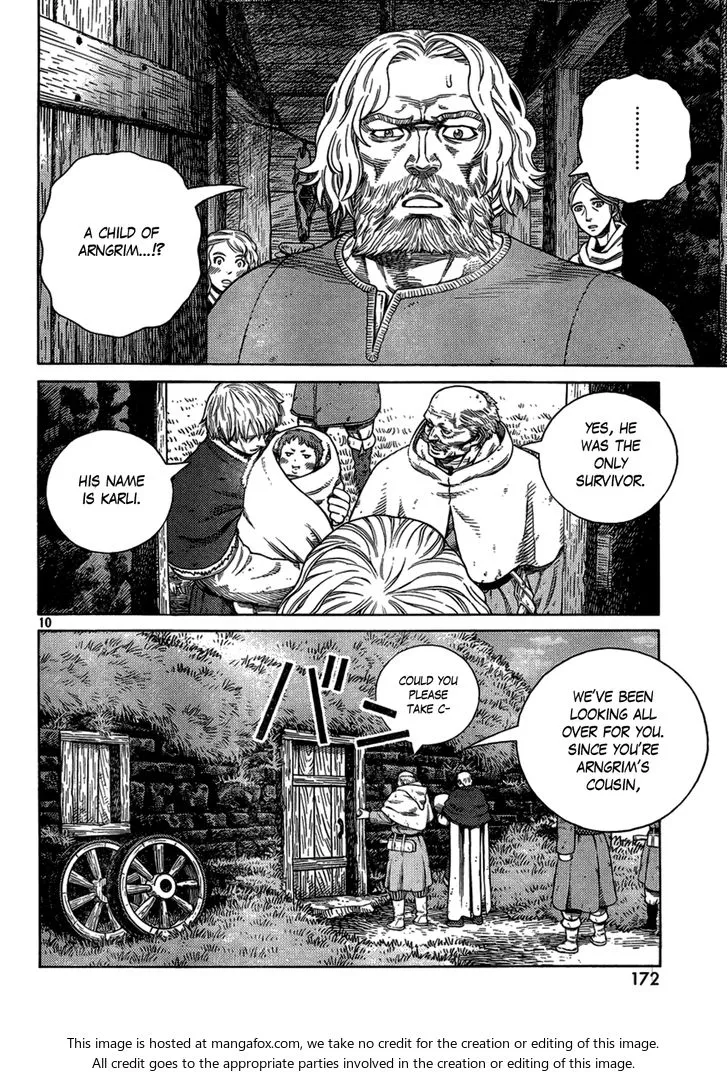 .........
A CHILD OF
ARNGRIM...!?
YES, HE
WAS THE
ONLY
SURVIVOR.
HIS NAME
IS KARLI.
10
WE'VE BEEN
LOOKING ALL
OVER FOR YOU.
SINCE YOU'RE
ARNGRIM'S
COUSIN,
COULD YOU
PLEASE
TAKE C-
172
This image is hosted at mangafox.com, we take no credit for the creation or editing of this image.
All credit goes to the appropriate parties involved in the creation or editing of this image.